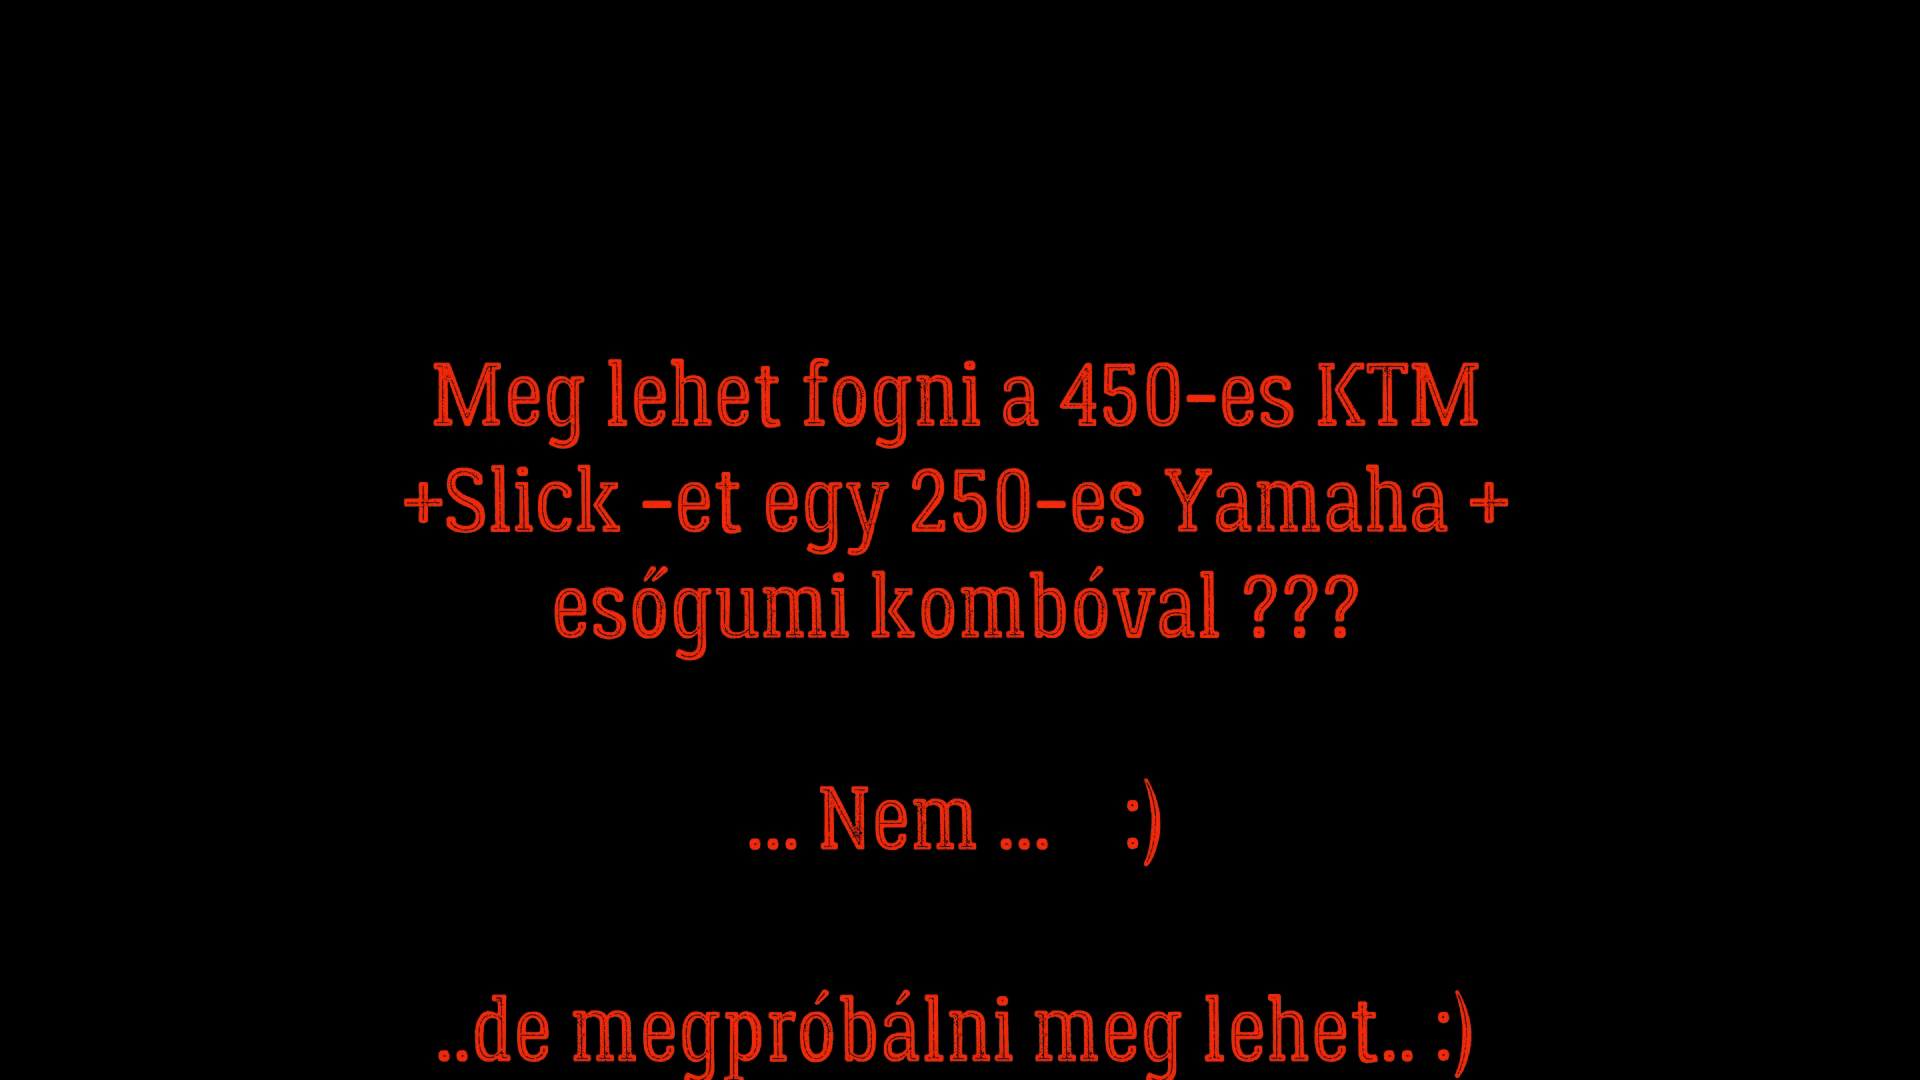 Meg lehet fogni a 450-es KTM
+Slick -et egy 250-es Yamaha +
esőgumi kombóval ???
... Nem ... :)
..de megpróbálni meg lehet.. :)